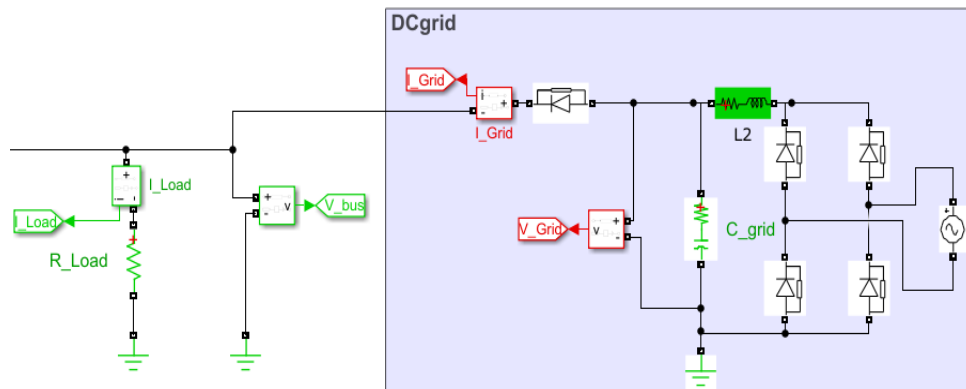 DCgrid
I_Grid
i
+
-
I_Grid
L2
+
I_Load
-
i
I_Load
R_Load
+
-
v
V_bus
V_Grid
v
+
-
C_grid